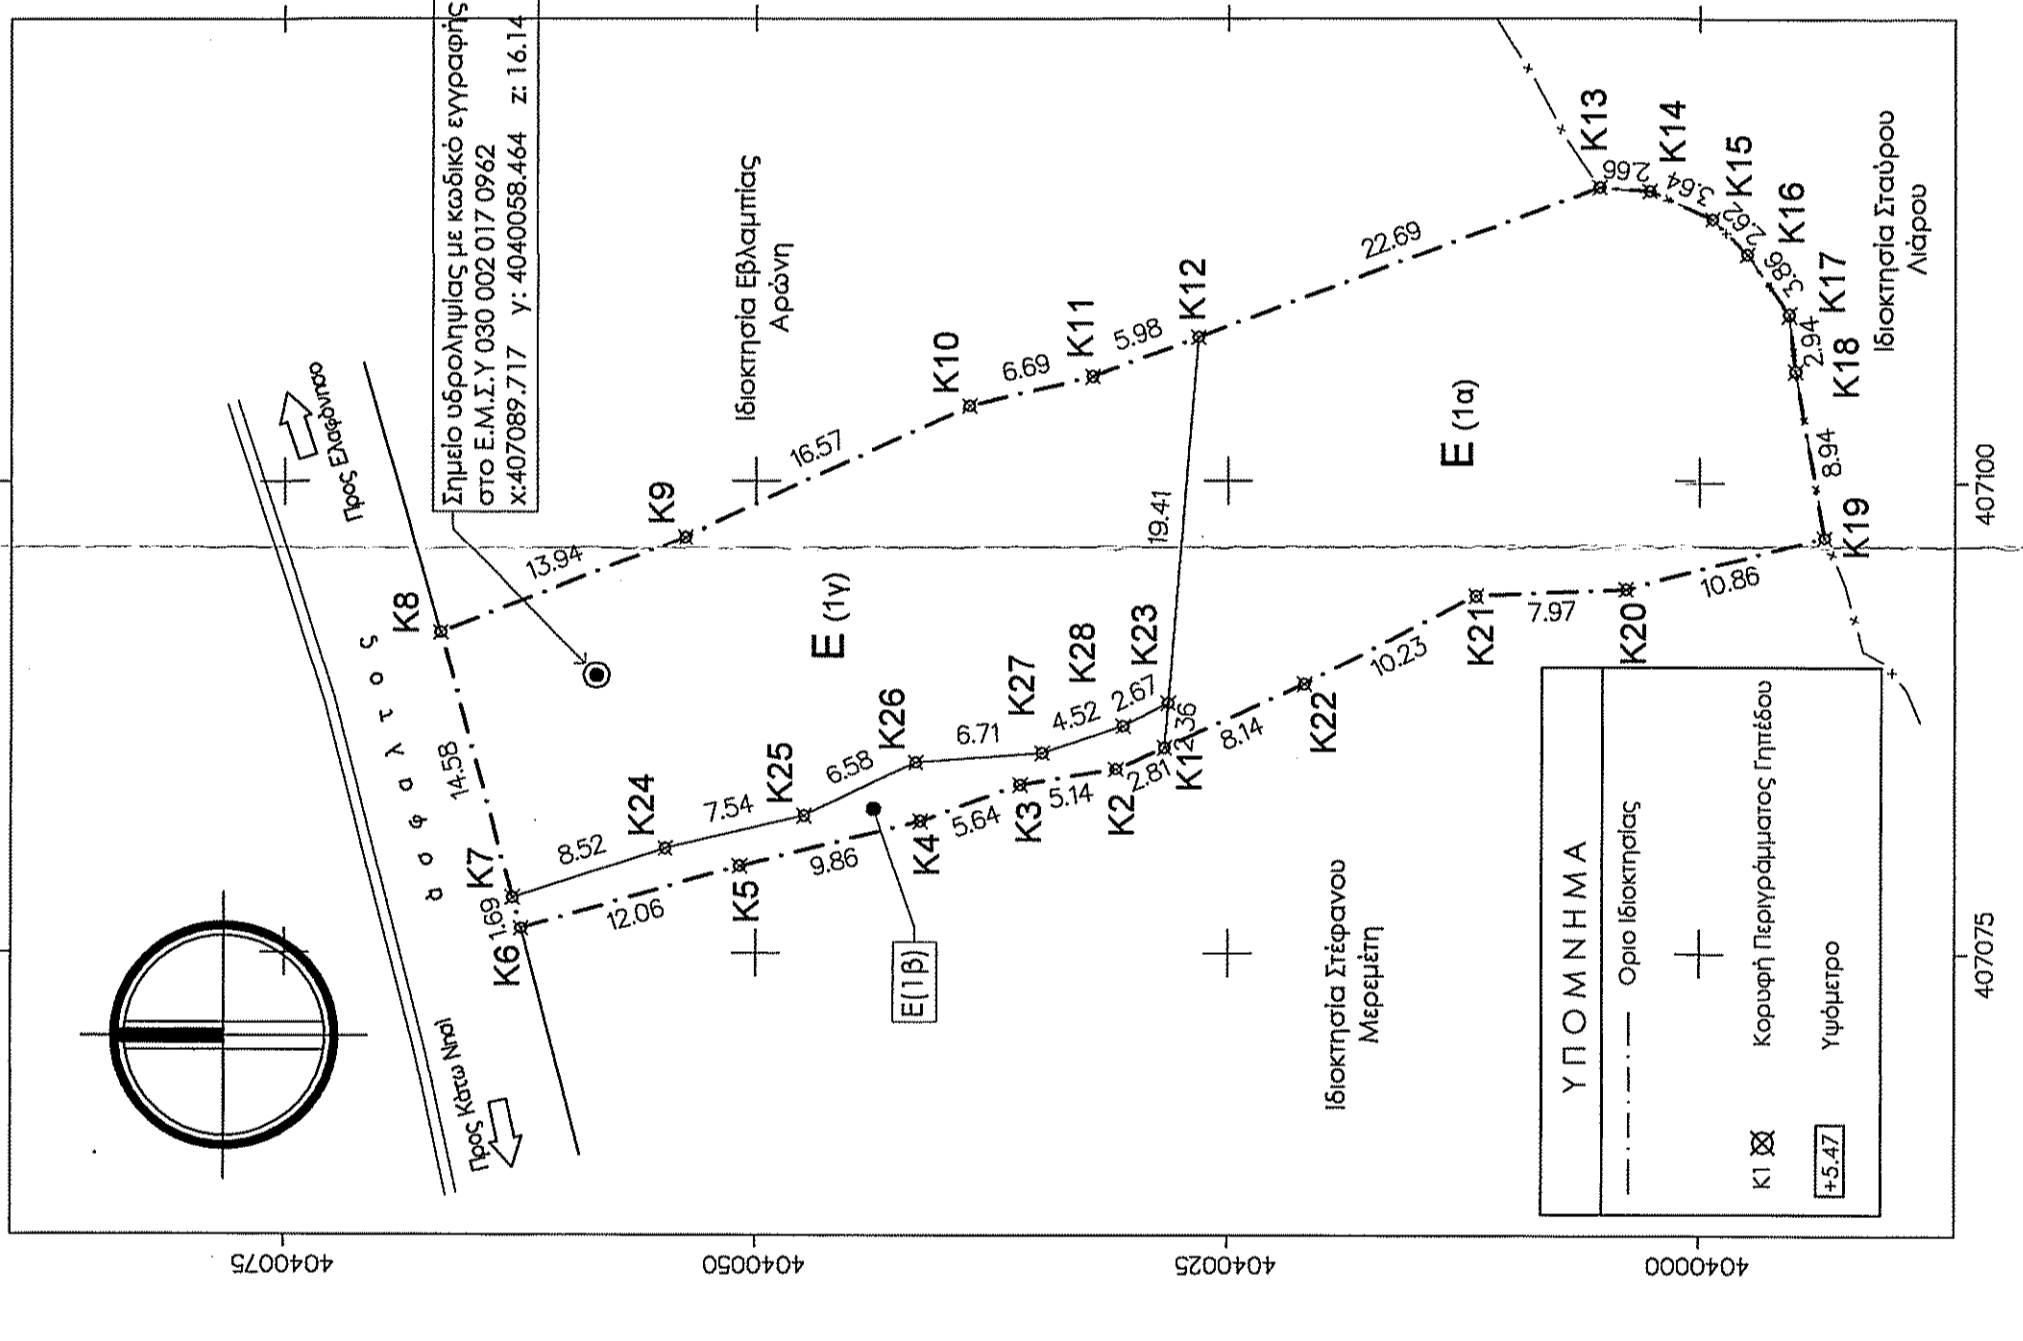 Σημείο υδροληψίας με κωδικό εγγραφής
στο Ε.Μ.Σ.Υ 030 002 017 0962
x:407089.717 y: 4040058.464 z: 16.14
Προς Ελαφόνησο
άσφαλτος
Προς Κάτω Νησί
Ιδιοκτησία Εβλαμπίας
Αρώνη
Ιδιοκτησία Στέφανου
Μερεμέτη
Ιδιοκτησία Σταύρου
Λιάρου
Ε (1γ)
Ε (1α)
Ε(1β)
K6
1.69
K7
14.58
K8
13.94
K9
16.57
K10
6.69
K11
5.98
K12
22.69
K13
2.66
K14
3.64
K15
2.62
K16
3.86
K17
2.94
K18
8.94
K19
10.86
K20
7.97
K21
10.23
K22
8.14
K1
2.36
K23
19.41
2.81
K2
5.14
K3
5.64
K4
9.86
K5
12.06
8.52
K24
7.54
K25
6.58
K26
6.71
K27
4.52
K28
2.67
ΥΠΟΜΝΗΜΑ
Οριο Ιδιοκτησίας
Κ1 Κορυφή Περιγράμματος Γηπέδου
+5.47 Υψόμετρο
4040075
4040050
4040025
4040000
407075
407100